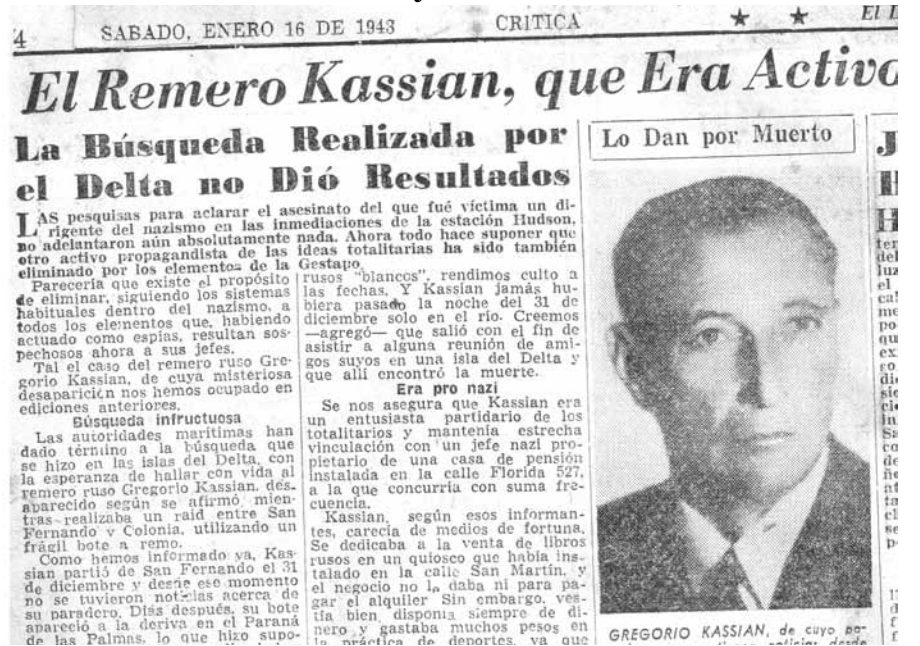 4
SABADO, ENERO 16 DE 1943
CRITICA
El
El Remero Kassian, que Era Activo
La Búsqueda Realizada por
el Delta no Dió Resultados
LAS pesquisas para aclarar el asesinato del que fué víctima un di-
rigente del nazismo en las inmediaciones de la estación Hudson,
no adelantaron aún absolutamente nada. Ahora todo hace suponer que
otro activo propagandista de las ideas totalitarias ha sido también
eliminado por los elementos de la Gestapo.
Parecería que existe el propósito
de eliminar, siguiendo los sistemas
habituales dentro del nazismo, a
todos los elementos que, habiendo
actuado como espías, resultan sos-
pechosos ahora a sus jefes.
Tal el caso del remero ruso Gre-
gorio Kassian, de cuya misteriosa
desaparición nos hemos ocupado en
ediciones anteriores.
Búsqueda infructuosa
Las autoridades marítimas han
dado término a la búsqueda que
se hizo en las islas del Delta, con
la esperanza de hallar con vida al
remero ruso Gregorio Kassian, des-
aparecido según se afirmó, mien-
tras realizaba un raid entre San
Fernando y Colonia, utilizando un
frágil bote a remo.
Como hemos informado ya, Kas-
sian partió de San Fernando el 31
de diciembre y desde ese momento
no se tuvieron noticias acerca de
su paradero. Días después, su bote
apareció a la deriva en el Paraná
de las Palmas, lo que hizo supo-
rusos "blancos", rendimos culto a
las fechas. Y Kassian jamás hu-
biera pasado la noche del 31 de
diciembre solo en el río. Creemos
—agregó— que salió con el fin de
asistir a alguna reunión de ami-
gos suyos en una isla del Delta y
que allí encontró la muerte.
Era pro nazi
Se nos asegura que Kassian era
un entusiasta partidario de los
totalitarios y mantenía estrecha
vinculación con un jefe nazi pro-
pietario de una casa de pensión
instalada en la calle Florida 527,
a la que concurría con suma fre-
cuencia.
Kassian, según esos informan-
tes, carecía de medios de fortuna.
Se dedicaba a la venta de libros
rusos en un quiosco que había ins-
talado en la calle San Martín, y
el negocio no le daba ni para pa-
gar el alquiler. Sin embargo, ves-
tía bien, disponía siempre de di-
nero y gastaba muchos pesos en
la práctica de deportes, ya que
Lo Dan por Muerto
GREGORIO KASSIAN, de cuyo pa-
noticias desde